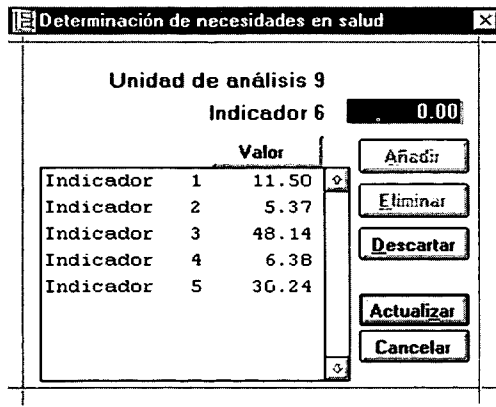 Determinación de necesidades en salud
Unidad de análisis 9
Indicador 6 0.00
Valor
Indicador 1 11.50
Indicador 2 5.37
Indicador 3 48.14
Indicador 4 6.38
Indicador 5 36.24
Añadir
Eliminar
Descartar
Actualizar
Cancelar